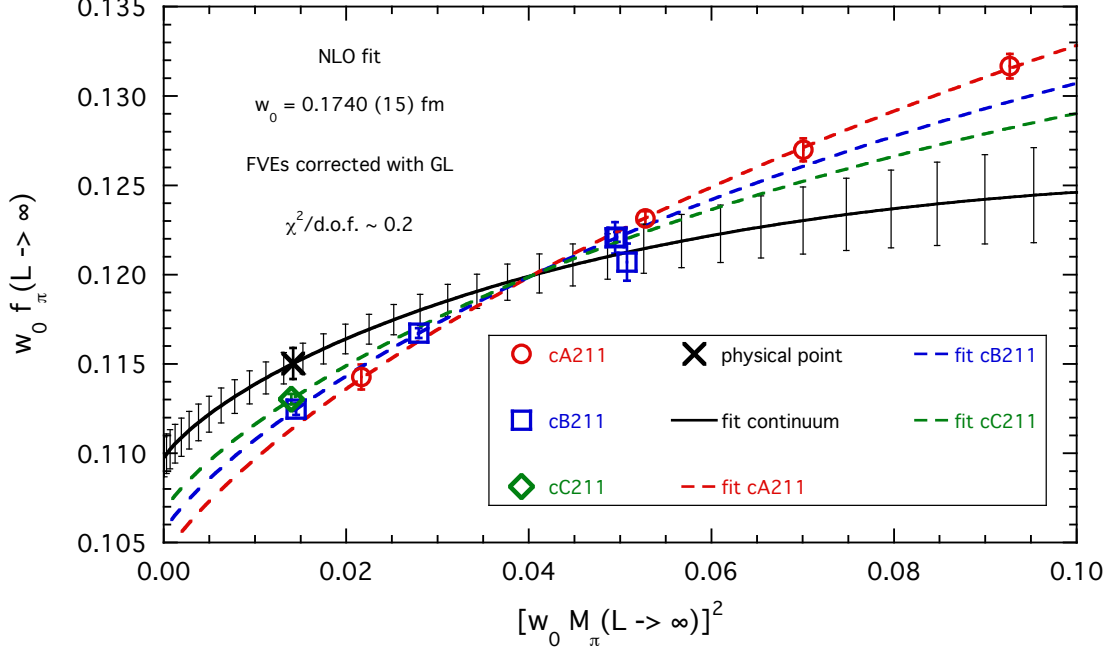 0.135
0.130
0.125
0.120
0.115
0.110
0.105
w₀ f_π(L -> ∞)
NLO fit
w₀ = 0.1740 (15) fm
FVEs corrected with GL
χ²/d.o.f. ~ 0.2
cA211
physical point
fit cB211
cB211
fit continuum
fit cC211
cC211
fit cA211
0.00 0.02 0.04 0.06 0.08 0.10
[w₀ M_π(L -> ∞)]²